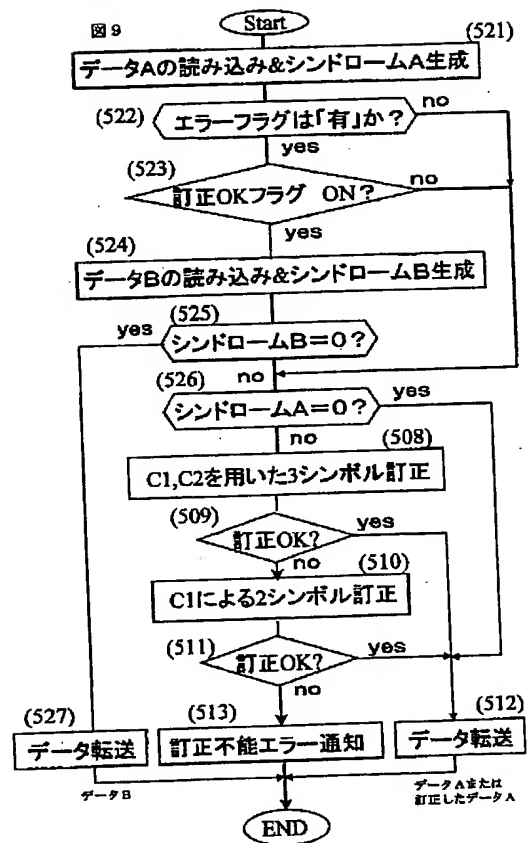 図9
Start
(521)
データAの読み込み&シンドロームA生成
(522)
エラーフラグは「有」か?
no
yes
(523)
訂正OKフラグ ON?
no
yes
(524)
データBの読み込み&シンドロームB生成
(525)
yes
シンドロームB=0?
no
(526)
シンドロームA=0?
yes
no
(508)
C1,C2を用いた3シンボル訂正
(509)
訂正OK?
yes
no
(510)
C1による2シンボル訂正
(511)
訂正OK?
yes
no
(527)
データ転送
(513)
訂正不能エラー通知
(512)
データ転送
データB
データAまたは
訂正したデータA
END